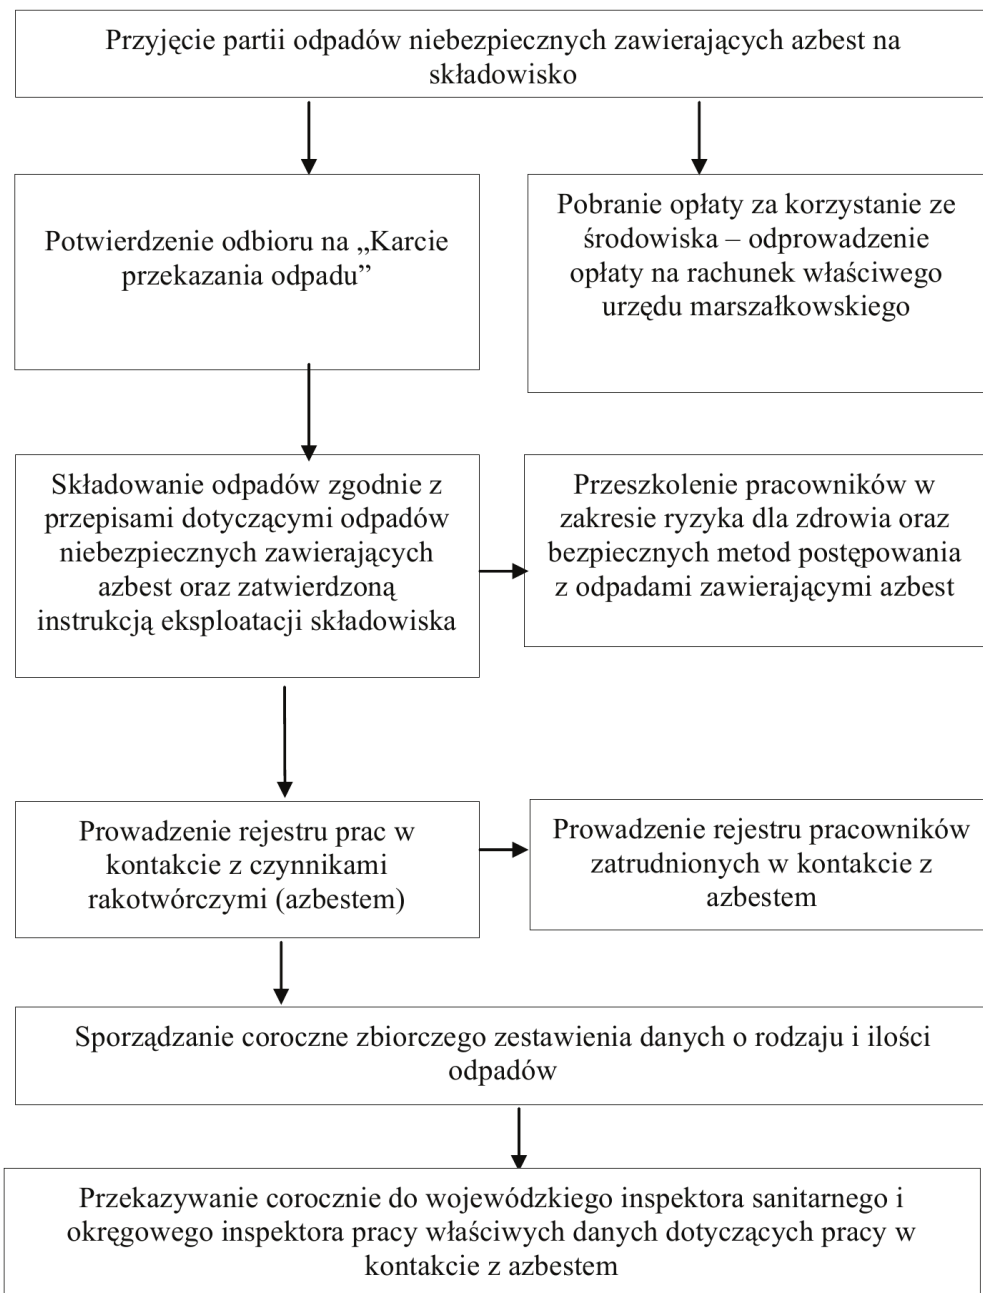 Przyjęcie partii odpadów niebezpiecznych zawierających azbest na
składowisko
Potwierdzenie odbioru na „Karcie
przekazania odpadu”
Pobranie opłaty za korzystanie ze
środowiska – odprowadzenie
opłaty na rachunek właściwego
urzędu marszałkowskiego
Składowanie odpadów zgodnie z
przepisami dotyczącymi odpadów
niebezpiecznych zawierających
azbest oraz zatwierdzoną
instrukcją eksploatacji składowiska
Przeszkolenie pracowników w
zakresie ryzyka dla zdrowia oraz
bezpiecznych metod postępowania
z odpadami zawierającymi azbest
Prowadzenie rejestru prac w
kontakcie z czynnikami
rakotwórczymi (azbestem)
Prowadzenie rejestru pracowników
zatrudnionych w kontakcie z
azbestem
Sporządzanie coroczne zbiorczego zestawienia danych o rodzaju i ilości
odpadów
Przekazywanie corocznie do wojewódzkiego inspektora sanitarnego i
okręgowego inspektora pracy właściwych danych dotyczących pracy w
kontakcie z azbestem